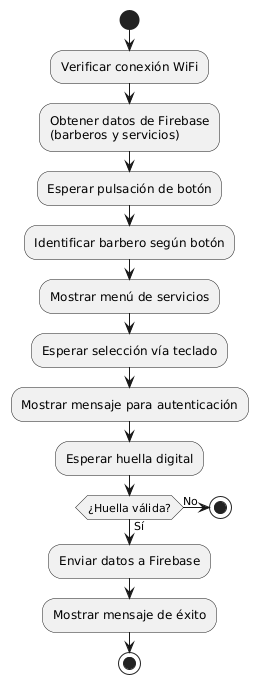 Verificar conexión WiFi
Obtener datos de Firebase
(barberos y servicios)
Esperar pulsación de botón
Identificar barbero según botón
Mostrar menú de servicios
Esperar selección vía teclado
Mostrar mensaje para autenticación
Esperar huella digital
¿Huella válida?
No
Sí
Enviar datos a Firebase
Mostrar mensaje de éxito